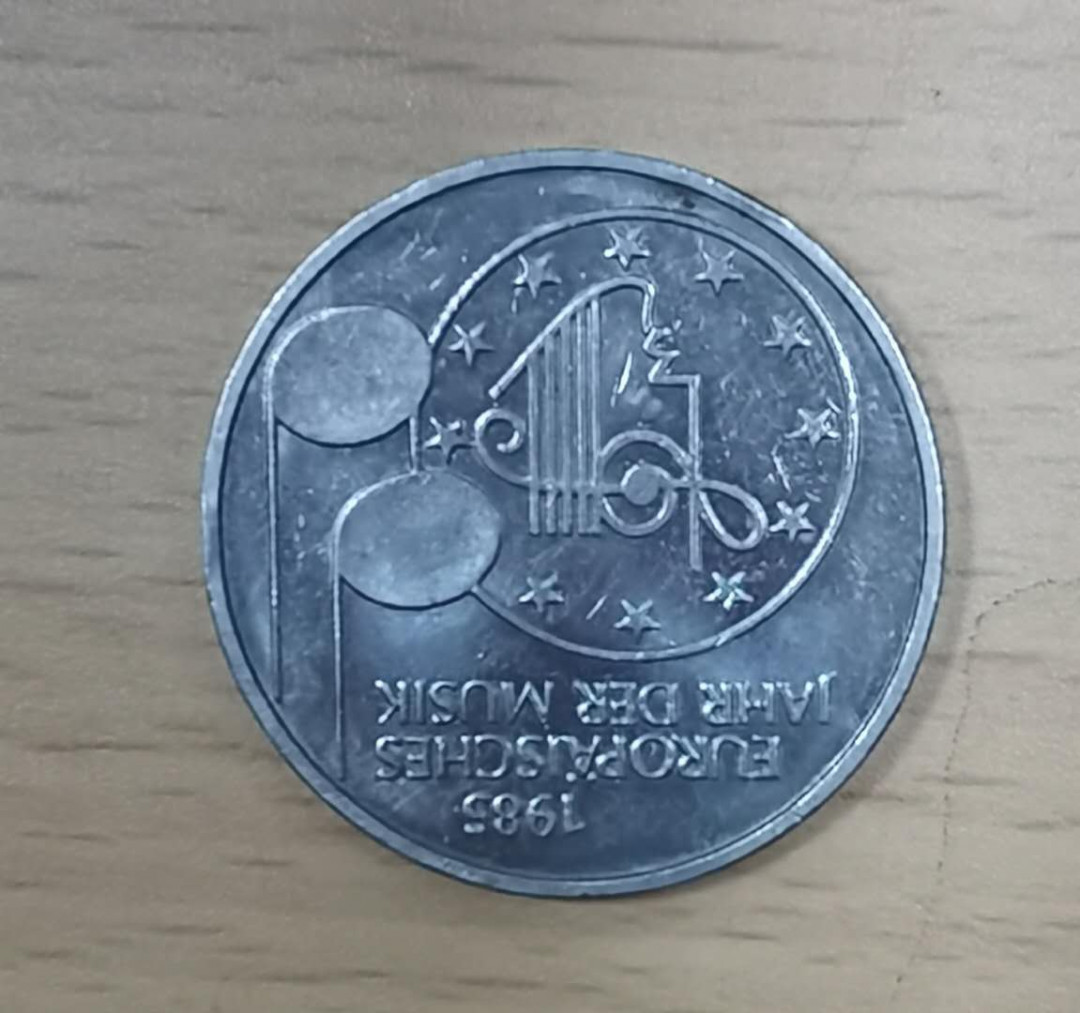 1985
EUROPÄISCHES
JAHR DER MUSIK